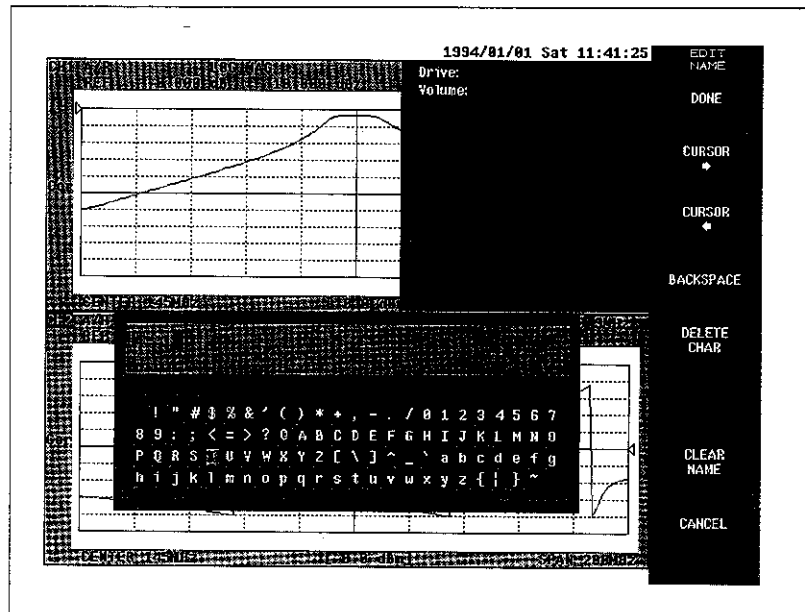 1994/01/01 Sat 11:41:25
EDIT
NAME
Drive:
Volume:
DONE
CURSOR
CURSOR
BACKSPACE
DELETE
CHAR
CLEAR
NAME
CANCEL
! " # $ % & ' ( ) * + , - . / 0 1 2 3 4 5 6 7
8 9 : ; < = > ? @ A B C D E F G H I J K L M N O
P Q R S T U V W X Y Z [ \ ] ^ _ ` a b c d e f g
h i j k l m n o p q r s t u v w x y z { | } ~
CENTER